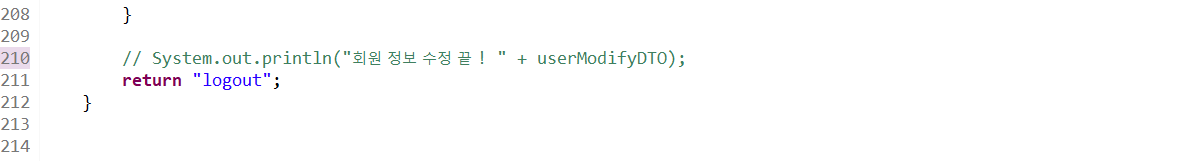 208         }
209
210         // System.out.println("회원 정보 수정 끝 ! " + userModifyDTO);
211         return "logout";
212     }
213
214